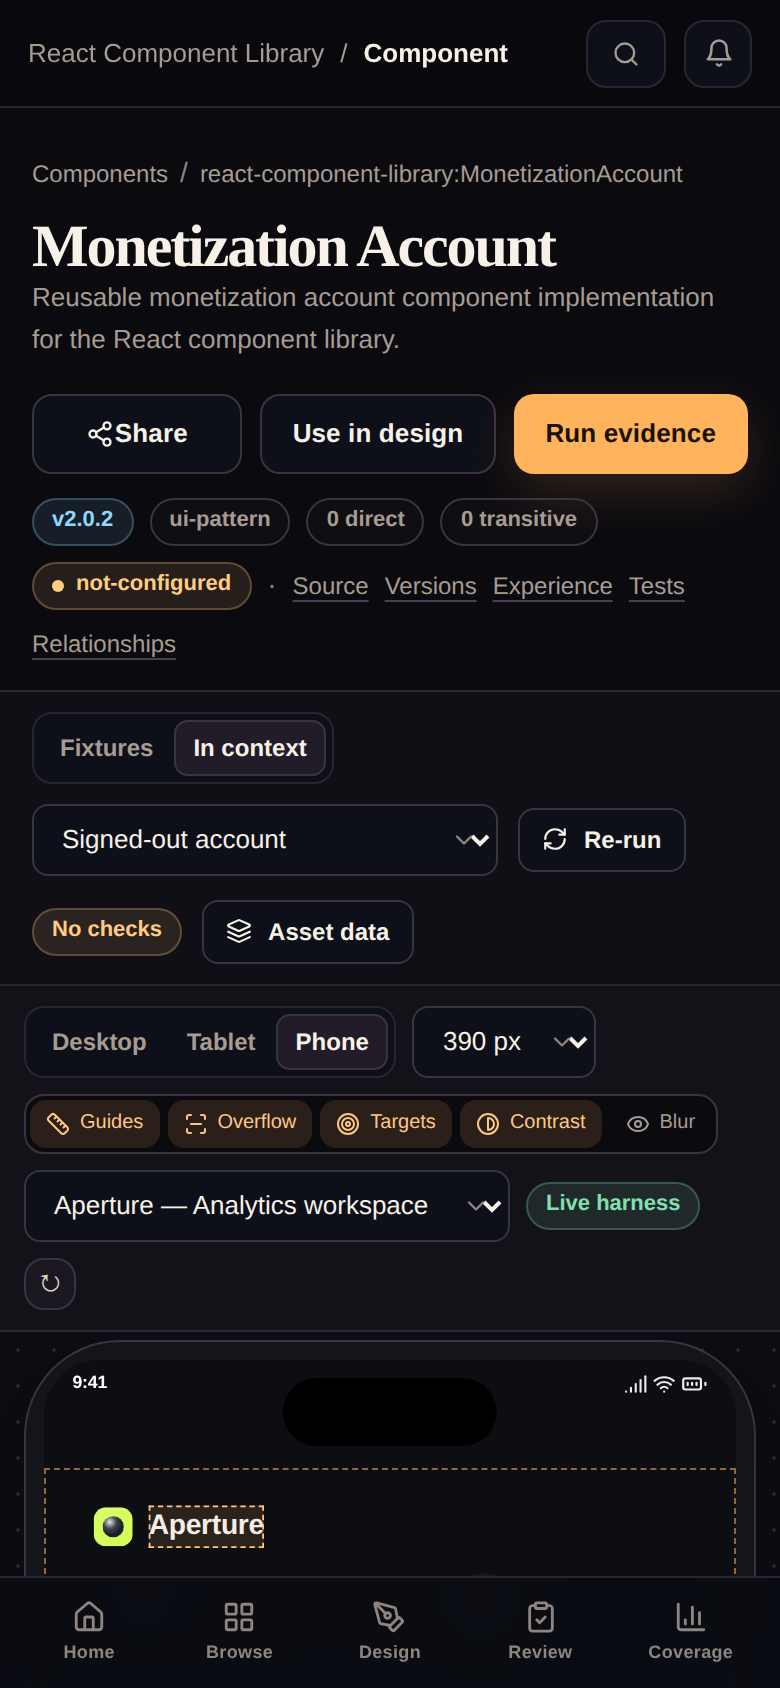 React Component Library / Component
Components / react-component-library:MonetizationAccount
Monetization Account
Reusable monetization account component implementation
for the React component library.
Share Use in design Run evidence
v2.0.2 ui-pattern 0 direct 0 transitive
not-configured · Source Versions Experience Tests
Relationships
Fixtures In context
Signed-out account Re-run
No checks Asset data
Desktop Tablet Phone 390 px
Guides Overflow Targets Contrast Blur
Aperture — Analytics workspace Live harness
9:41
Aperture
Home Browse Design Review Coverage